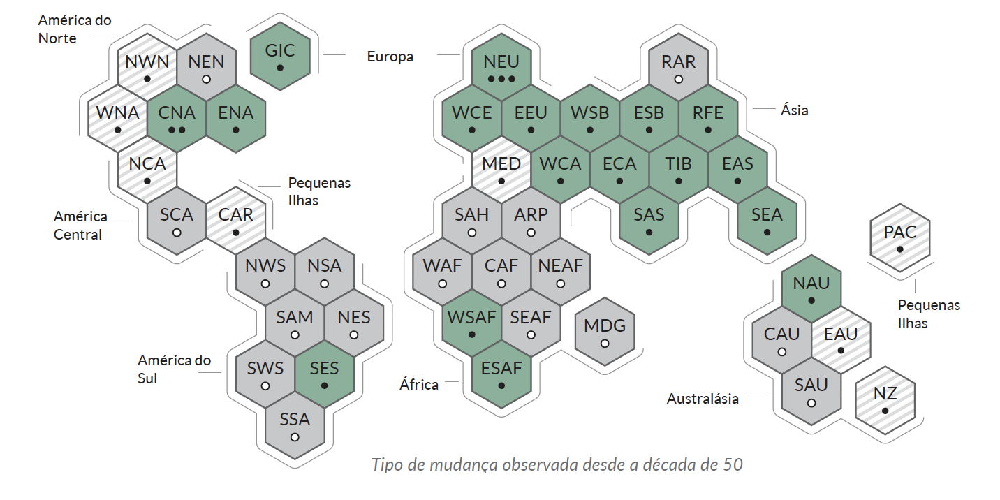 América do
Norte
NWN
NEN
GIC
Europa
NEU
RAR
WNA
CNA
ENA
WCE
EEU
WSB
ESB
RFE
Ásia
NCA
MED
WCA
ECA
TIB
EAS
Pequenas
Ilhas
América
Central
SCA
CAR
SAH
ARP
SAS
SEA
PAC
NWS
NSA
WAF
CAF
NEAF
NAU
Pequenas
Ilhas
SAM
NES
WSAF
SEAF
MDG
CAU
EAU
América do
Sul
SWS
SES
África
ESAF
Australásia
SAU
NZ
SSA
Tipo de mudança observada desde a década de 50